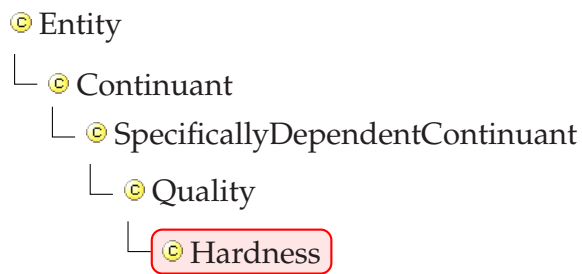 © Entity
© Continuant
© SpecificallyDependentContinuant
© Quality
© Hardness